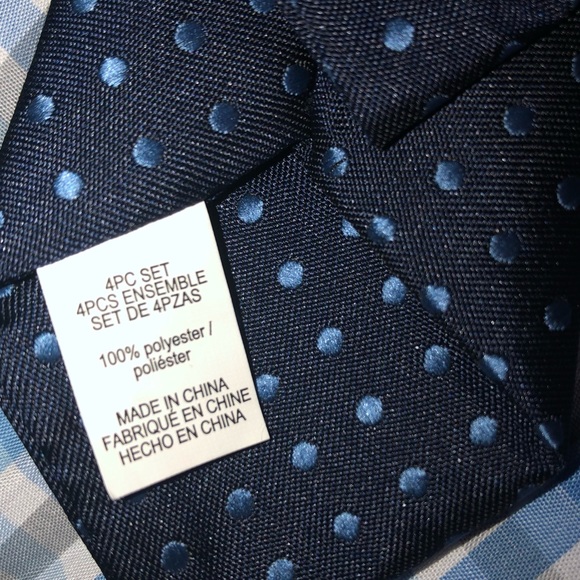 4PC SET
4PCS ENSEMBLE
SET DE 4PZAS
100% polyester /
poliéster
MADE IN CHINA
FABRIQUÉ EN CHINE
HECHO EN CHINA